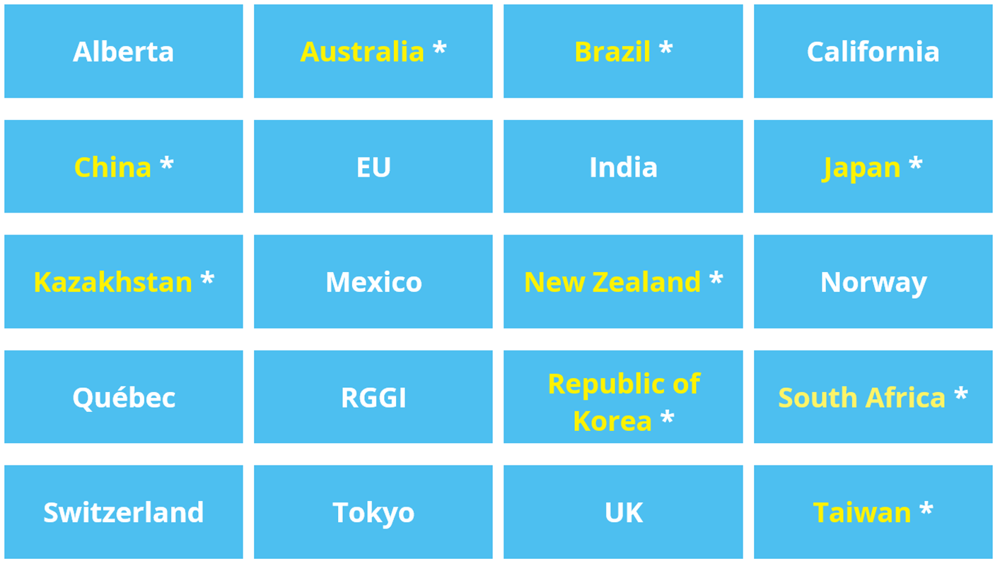 Alberta
Australia *
Brazil *
California
China *
EU
India
Japan *
Kazakhstan *
Mexico
New Zealand *
Norway
Québec
RGGI
Republic of
Korea *
South Africa *
Switzerland
Tokyo
UK
Taiwan *